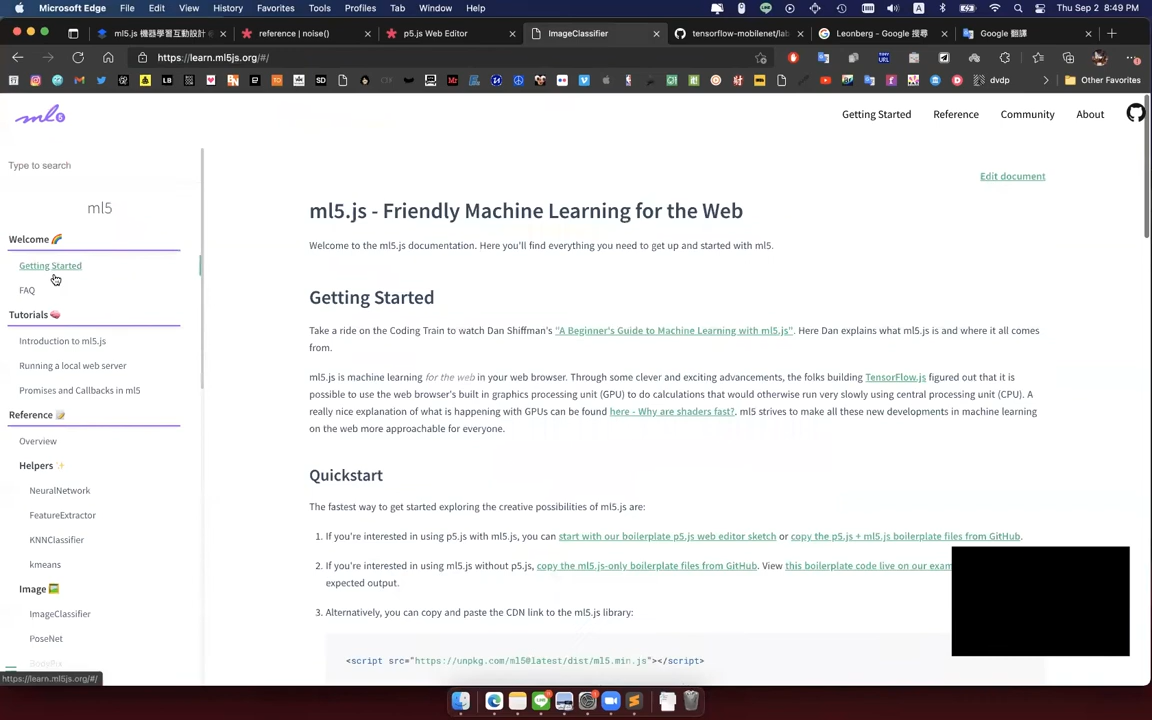 Microsoft Edge File Edit View History Favorites Tools Profiles Tab Window Help Thu Sep 2 8:49 PM
ml5.js 機器學習互動設計 reference | noise() p5.js Web Editor ImageClassifier tensorflow-mobilenet/lab Leonberg - Google 搜尋 Google 翻譯
https://learn.ml5js.org/#/
dvdp Other Favorites
ml5 Getting Started Reference Community About
Type to search
Edit document
ml5
ml5.js - Friendly Machine Learning for the Web
Welcome 🌈
Welcome to the ml5.js documentation. Here you'll find everything you need to get up and started with ml5.
Getting Started
FAQ
Getting Started
Tutorials 🧠
Take a ride on the Coding Train to watch Dan Shiffman's "A Beginner's Guide to Machine Learning with ml5.js". Here Dan explains what ml5.js is and where it all comes
from.
Introduction to ml5.js
Running a local web server
Promises and Callbacks in ml5
ml5.js is machine learning for the web in your web browser. Through some clever and exciting advancements, the folks building TensorFlow.js figured out that it is
possible to use the web browser's built in graphics processing unit (GPU) to do calculations that would otherwise run very slowly using central processing unit (CPU). A
really nice explanation of what is happening with GPUs can be found here - Why are shaders fast?. ml5 strives to make all these new developments in machine learning
on the web more approachable for everyone.
Reference 📝
Overview
Helpers ✨
NeuralNetwork
FeatureExtractor
KNNClassifier
kmeans
Image 🖼
ImageClassifier
PoseNet
BodyPix
Quickstart
The fastest way to get started exploring the creative possibilities of ml5.js are:
1. If you're interested in using p5.js with ml5.js, you can start with our boilerplate p5.js web editor sketch or copy the p5.js + ml5.js boilerplate files from GitHub.
2. If you're interested in using ml5.js without p5.js, copy the ml5.js-only boilerplate files from GitHub. View this boilerplate code live on our exam
expected output.
3. Alternatively, you can copy and paste the CDN link to the ml5.js library:
<script src="https://unpkg.com/ml5@latest/dist/ml5.min.js"></script>
https://learn.ml5js.org/#/